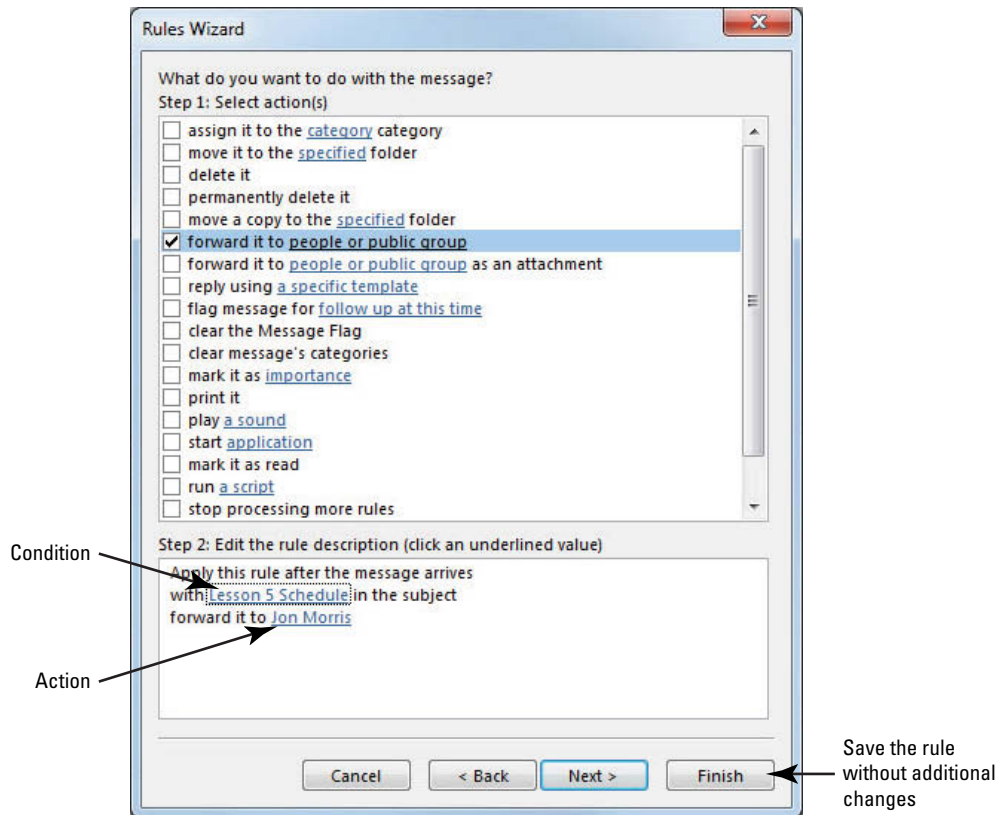 Rules Wizard
What do you want to do with the message?
Step 1: Select action(s)
assign it to the category category
move it to the specified folder
delete it
permanently delete it
move a copy to the specified folder
forward it to people or public group
forward it to people or public group as an attachment
reply using a specific template
flag message for follow up at this time
clear the Message Flag
clear message's categories
mark it as importance
print it
play a sound
start application
mark it as read
run a script
stop processing more rules
Step 2: Edit the rule description (click an underlined value)
Condition
Apply this rule after the message arrives
with Lesson 5 Schedule in the subject
forward it to Jon Morris
Action
Cancel
< Back
Next >
Finish
Save the rule
without additional
changes